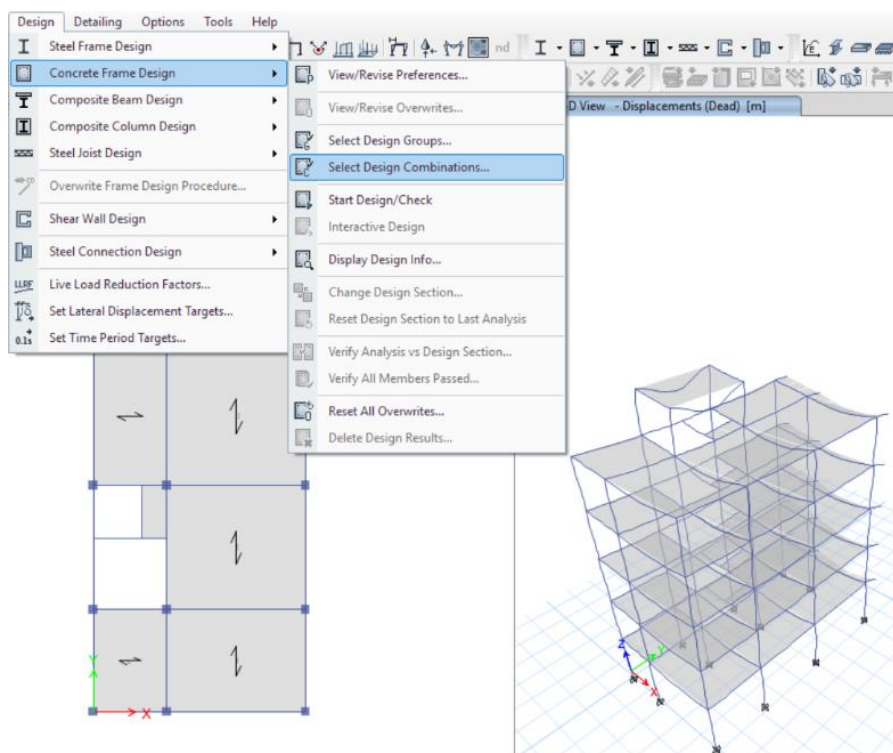 Design Detailing Options Tools Help
nd
Steel Frame Design
Concrete Frame Design
Composite Beam Design
Composite Column Design
Steel Joist Design
Overwrite Frame Design Procedure...
Shear Wall Design
Steel Connection Design
LLRF Live Load Reduction Factors...
Set Lateral Displacement Targets...
0.1s Set Time Period Targets...
View/Revise Preferences...
View/Revise Overwrites...
Select Design Groups...
Select Design Combinations...
Start Design/Check
Interactive Design
Display Design Info...
Change Design Section...
Reset Design Section to Last Analysis
Verify Analysis vs Design Section...
Verify All Members Passed...
Reset All Overwrites...
Delete Design Results...
D View - Displacements (Dead) [m]
Y
X
Z
Y
X